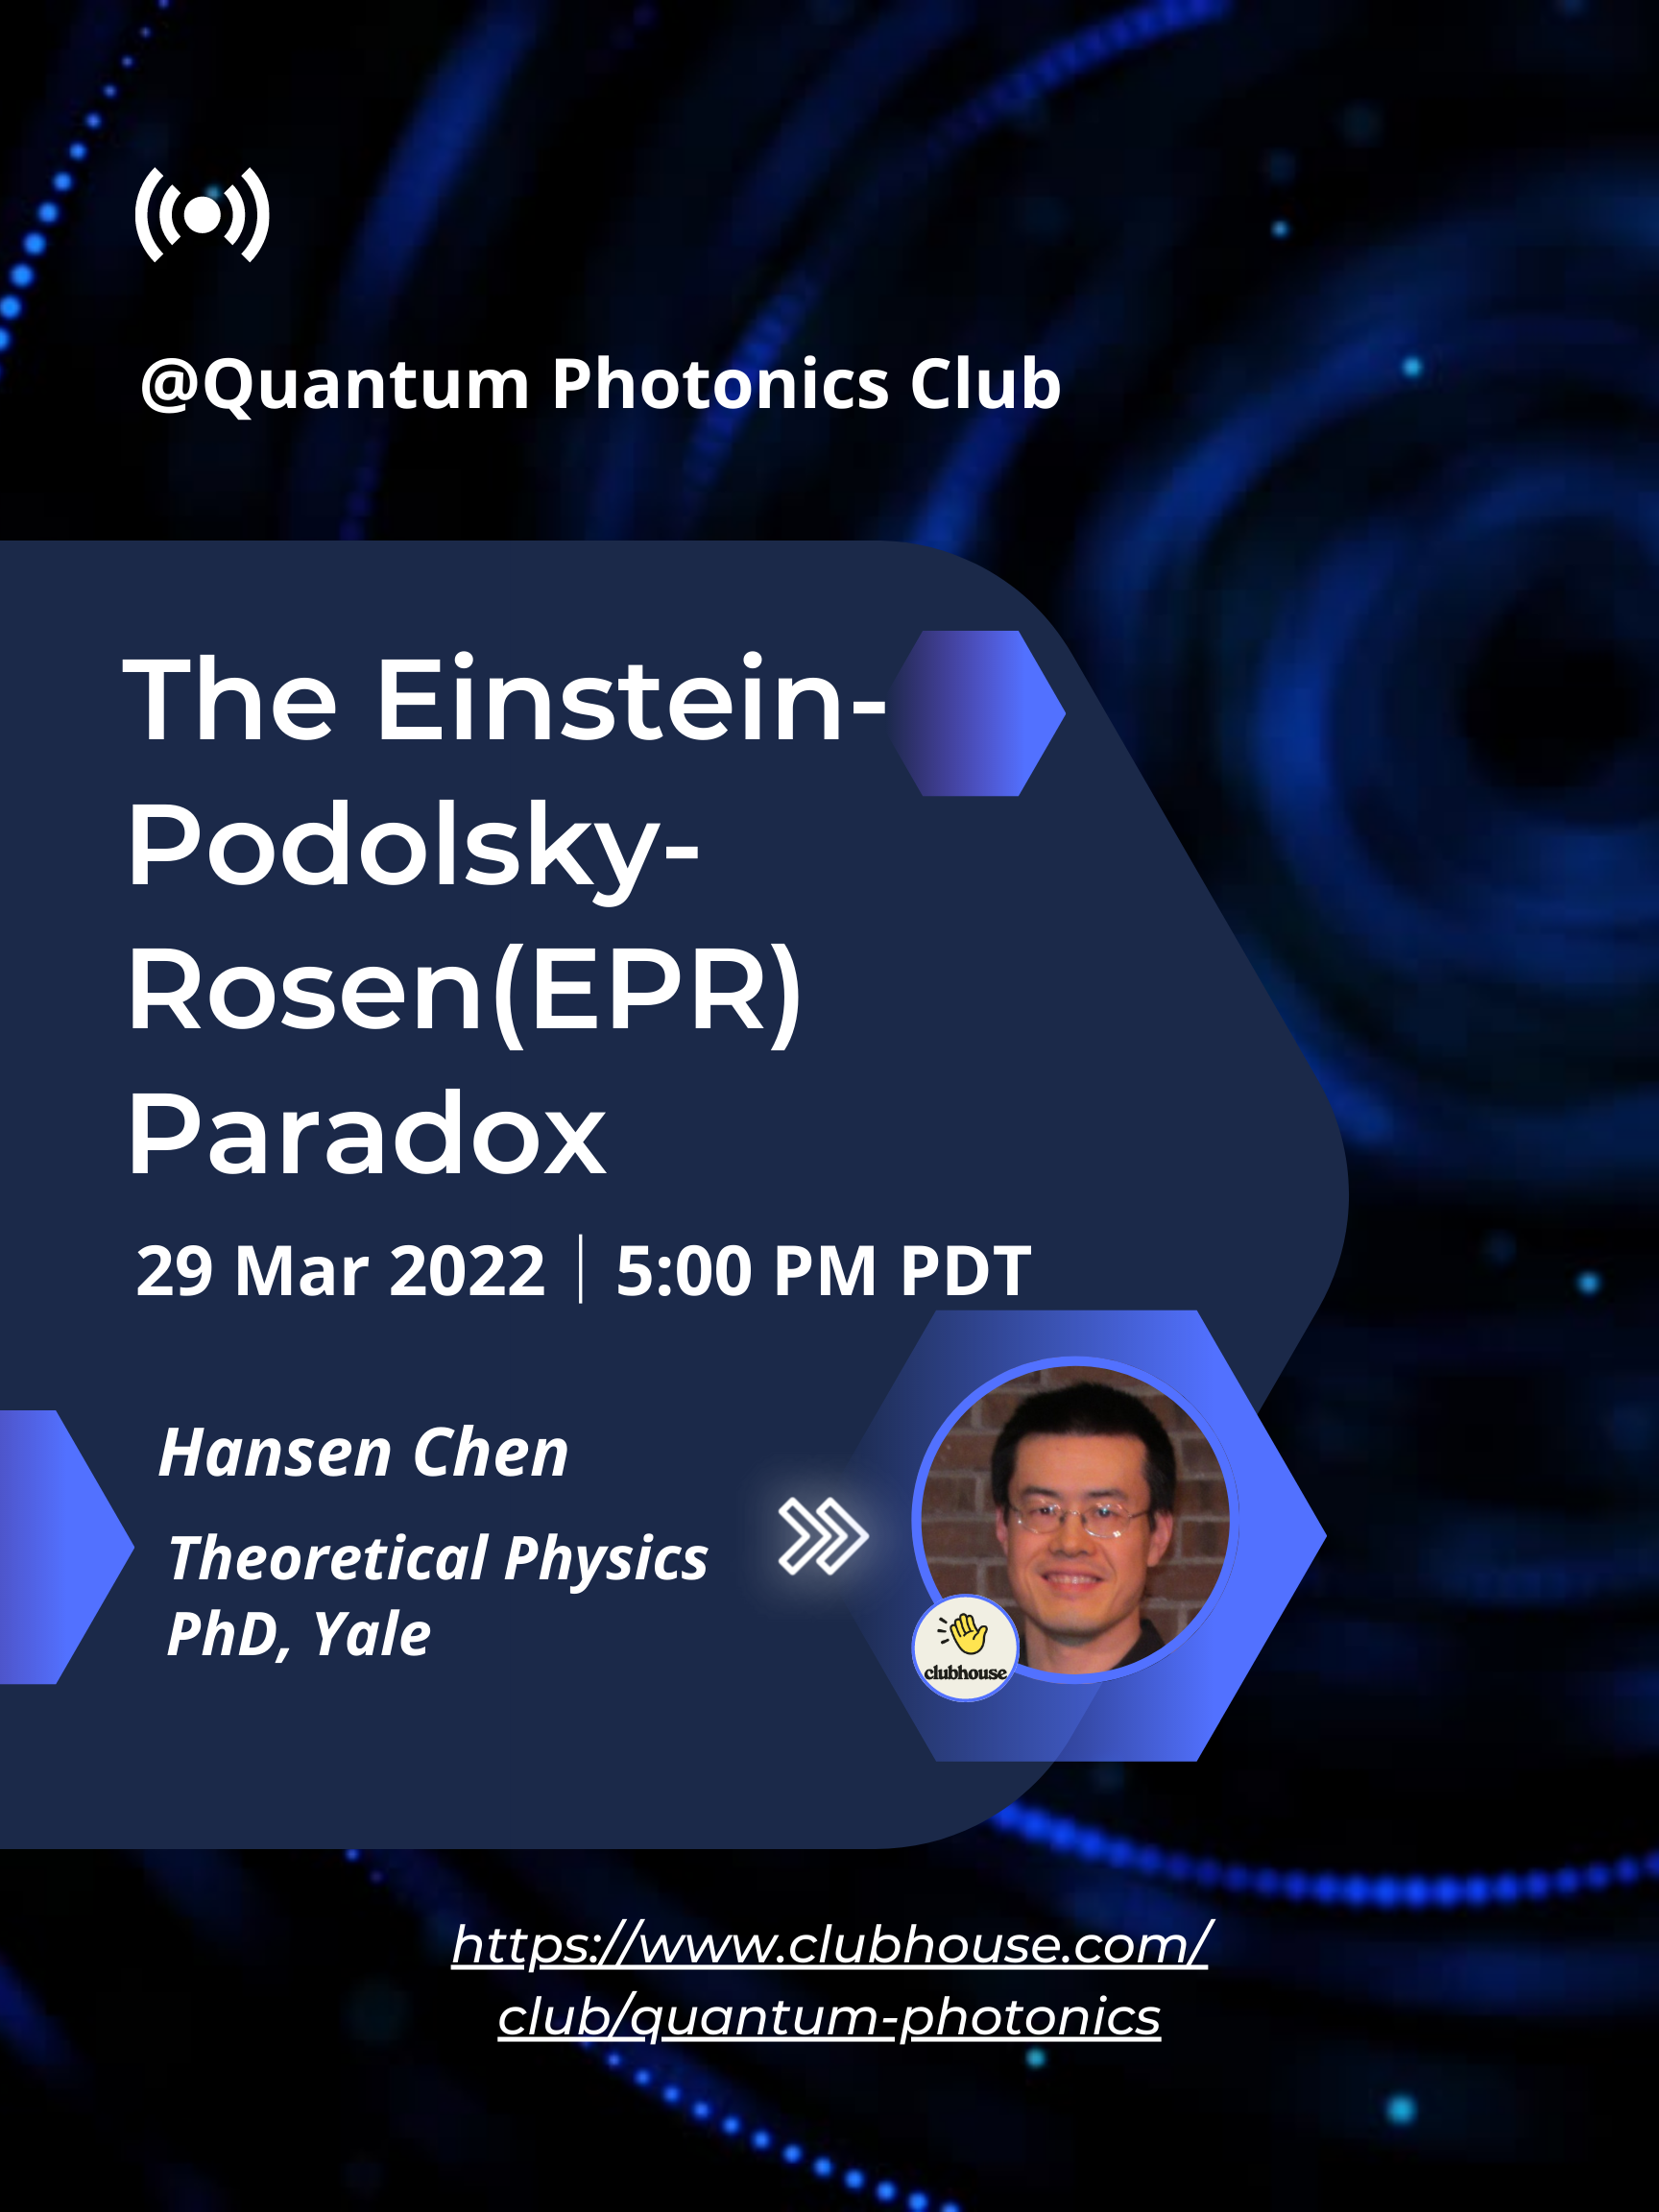 @Quantum Photonics Club
The Einstein-
Podolsky-
Rosen(EPR)
Paradox
29 Mar 2022 | 5:00 PM PDT
Hansen Chen
Theoretical Physics
PhD, Yale
clubhouse
https://www.clubhouse.com/
club/quantum-photonics